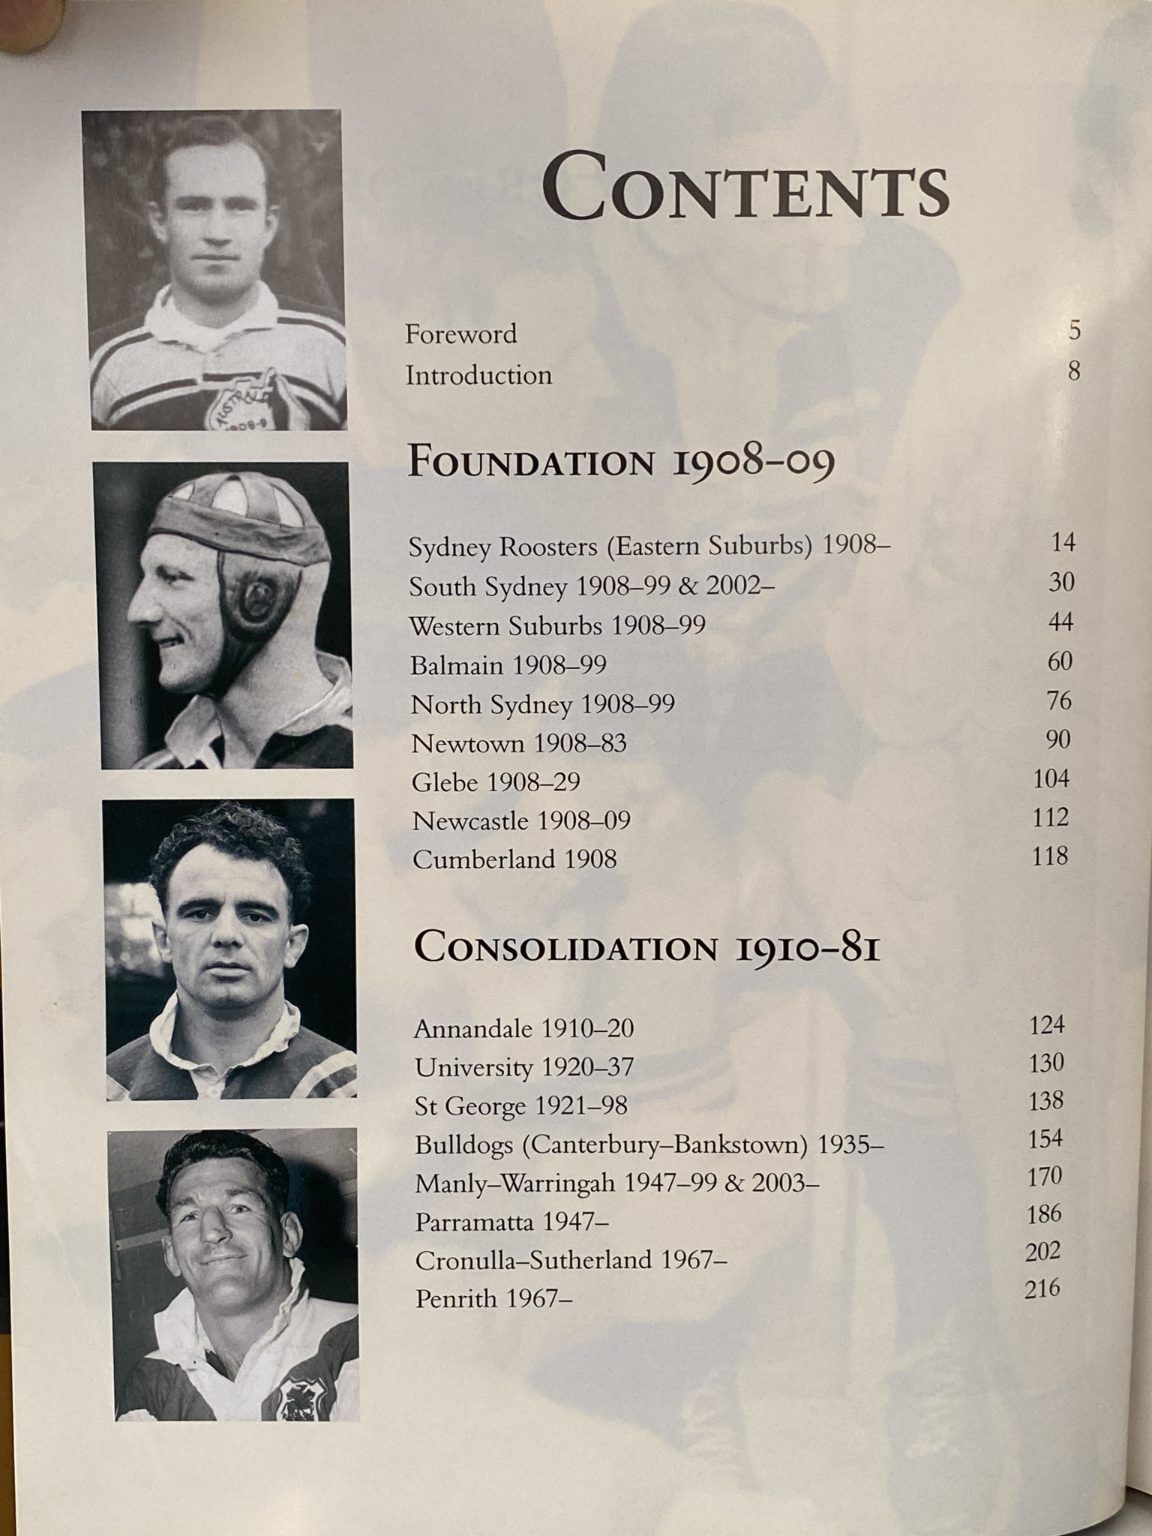 CONTENTS
Foreword 5
Introduction 8
FOUNDATION 1908–09
Sydney Roosters (Eastern Suburbs) 1908– 14
South Sydney 1908–99 & 2002– 30
Western Suburbs 1908–99 44
Balmain 1908–99 60
North Sydney 1908–99 76
Newtown 1908–83 90
Glebe 1908–29 104
Newcastle 1908–09 112
Cumberland 1908 118
CONSOLIDATION 1910–81
Annandale 1910–20 124
University 1920–37 130
St George 1921–98 138
Bulldogs (Canterbury–Bankstown) 1935– 154
Manly–Warringah 1947–99 & 2003– 170
Parramatta 1947– 186
Cronulla–Sutherland 1967– 202
Penrith 1967– 216
AUSTRALIA
1908-9